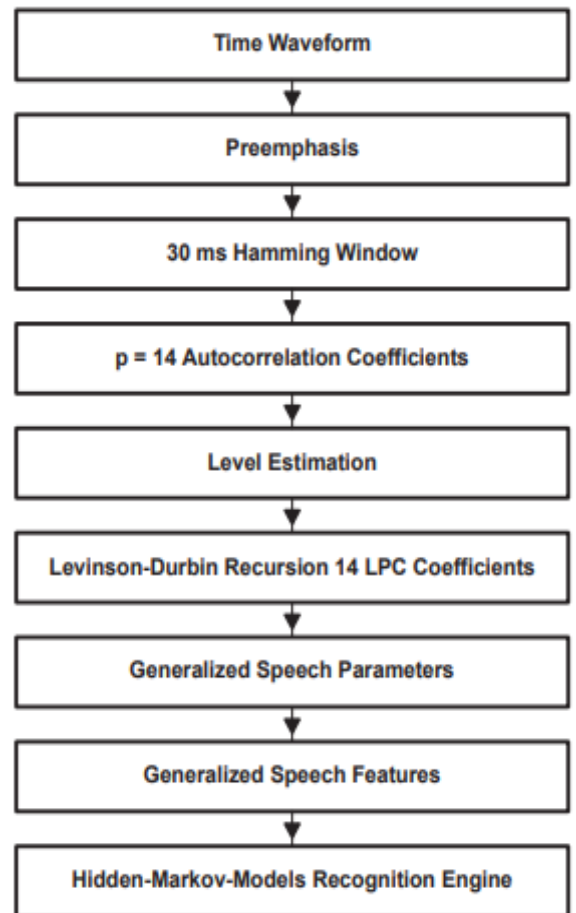 Time Waveform
Preemphasis
30 ms Hamming Window
p = 14 Autocorrelation Coefficients
Level Estimation
Levinson-Durbin Recursion 14 LPC Coefficients
Generalized Speech Parameters
Generalized Speech Features
Hidden-Markov-Models Recognition Engine